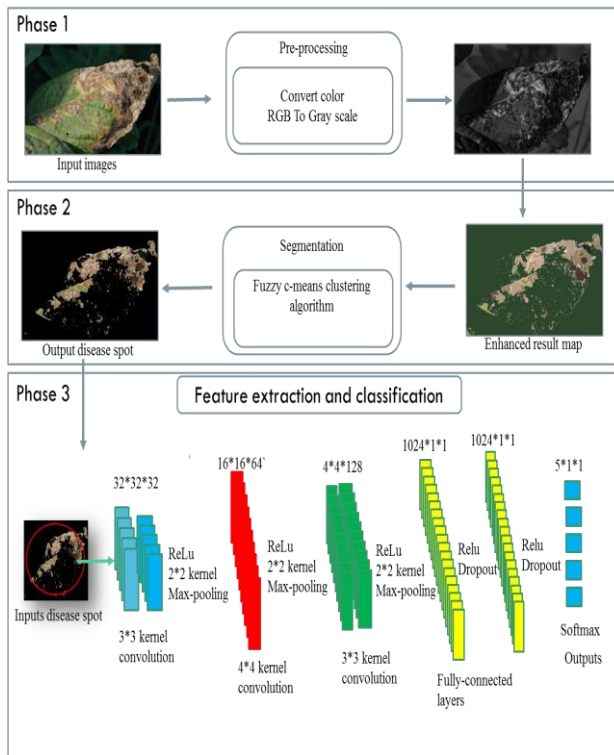 Phase 1
Pre-processing
Convert color
RGB To Gray scale
Input images
Phase 2
Segmentation
Fuzzy c-means clustering
algorithm
Output disease spot
Enhanced result map
Phase 3
Feature extraction and classification
32*32*32
16*16*64
4*4*128
1024*1*1
1024*1*1
5*1*1
ReLu
2*2 kernel
Max-pooling
ReLu
2*2 kernel
Max-pooling
ReLu
2*2 kernel
Max-pooling
Relu
Dropout
Relu
Dropout
Inputs disease spot
3*3 kernel
convolution
4*4 kernel
convolution
3*3 kernel
convolution
Fully-connected
layers
Softmax
Outputs